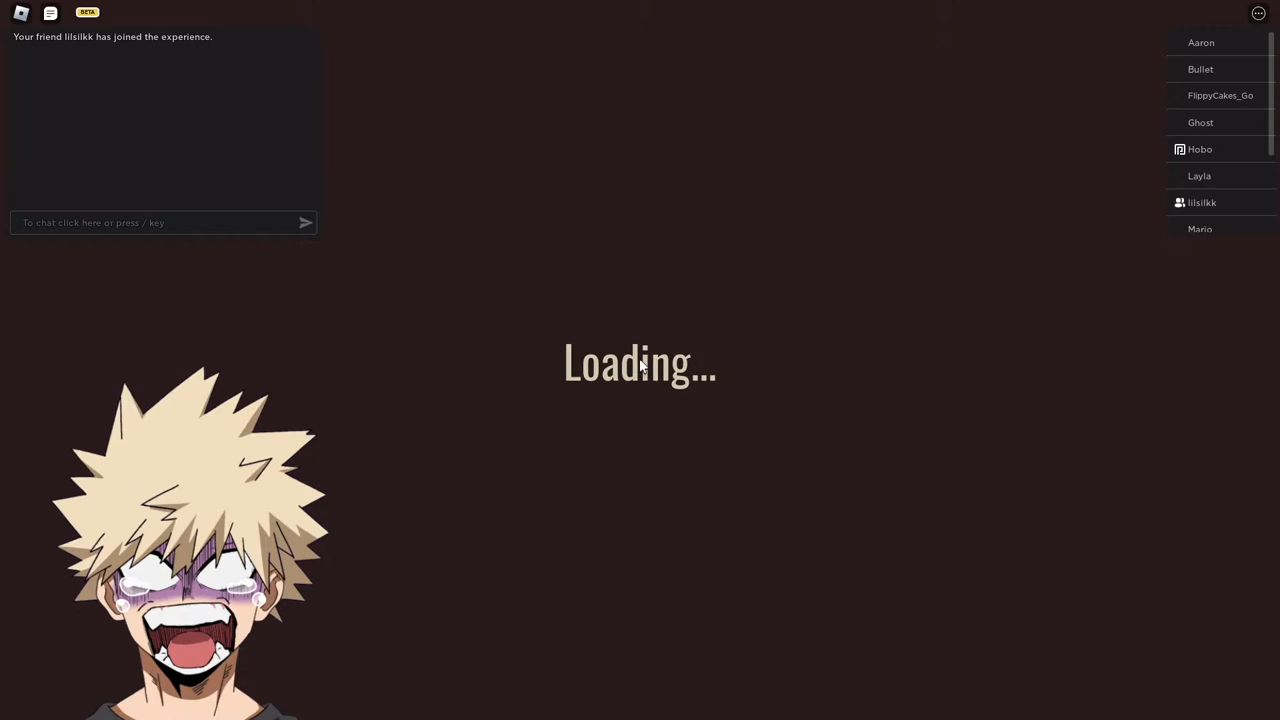 BETA
Your friend lilsilkk has joined the experience.
To chat click here or press / key
Aaron
Bullet
FlippyCakes_Go
Ghost
Hobo
Layla
lilsilkk
Mario
Loading...